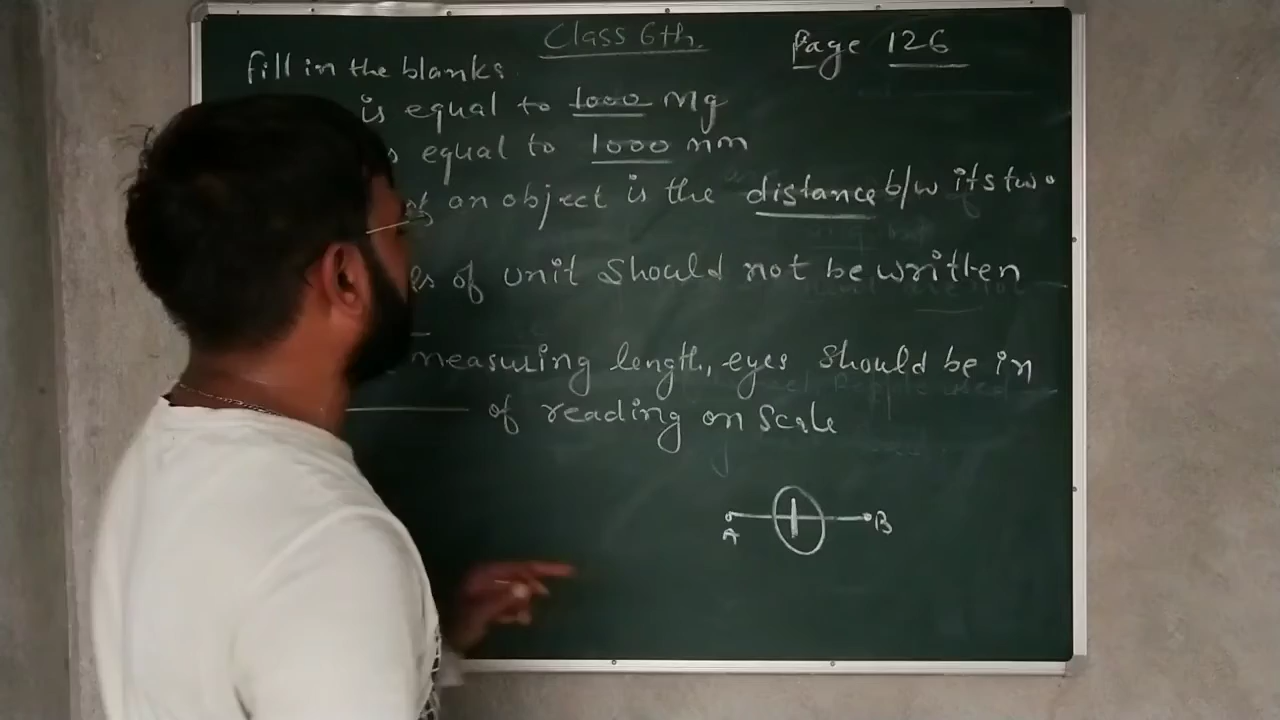 Class 6th.
Page 126
fill in the blanks
is equal to 1000 Mg
equal to 1000 nm
an object is the distance b/w its two
of unit should not be written
measuring length, eyes should be in
of reading on Scale
A B